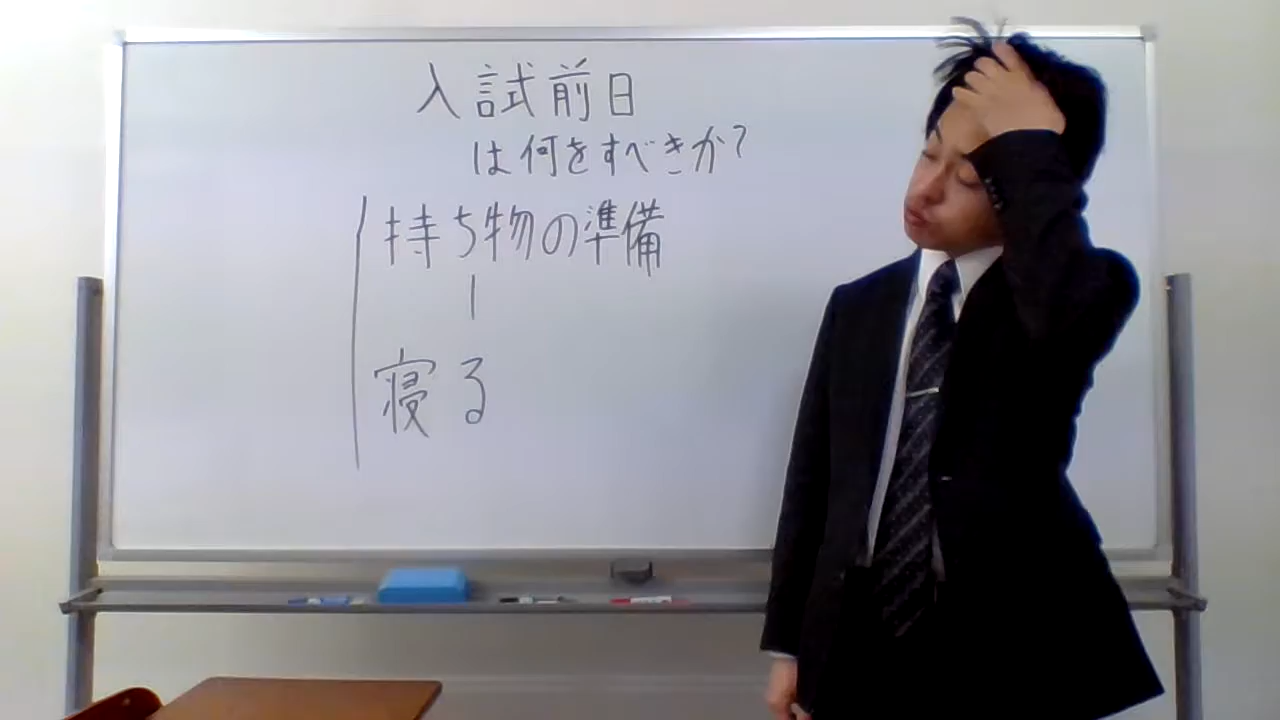 入試前日
は何をすべきか?
持ち物の準備
|
寝る